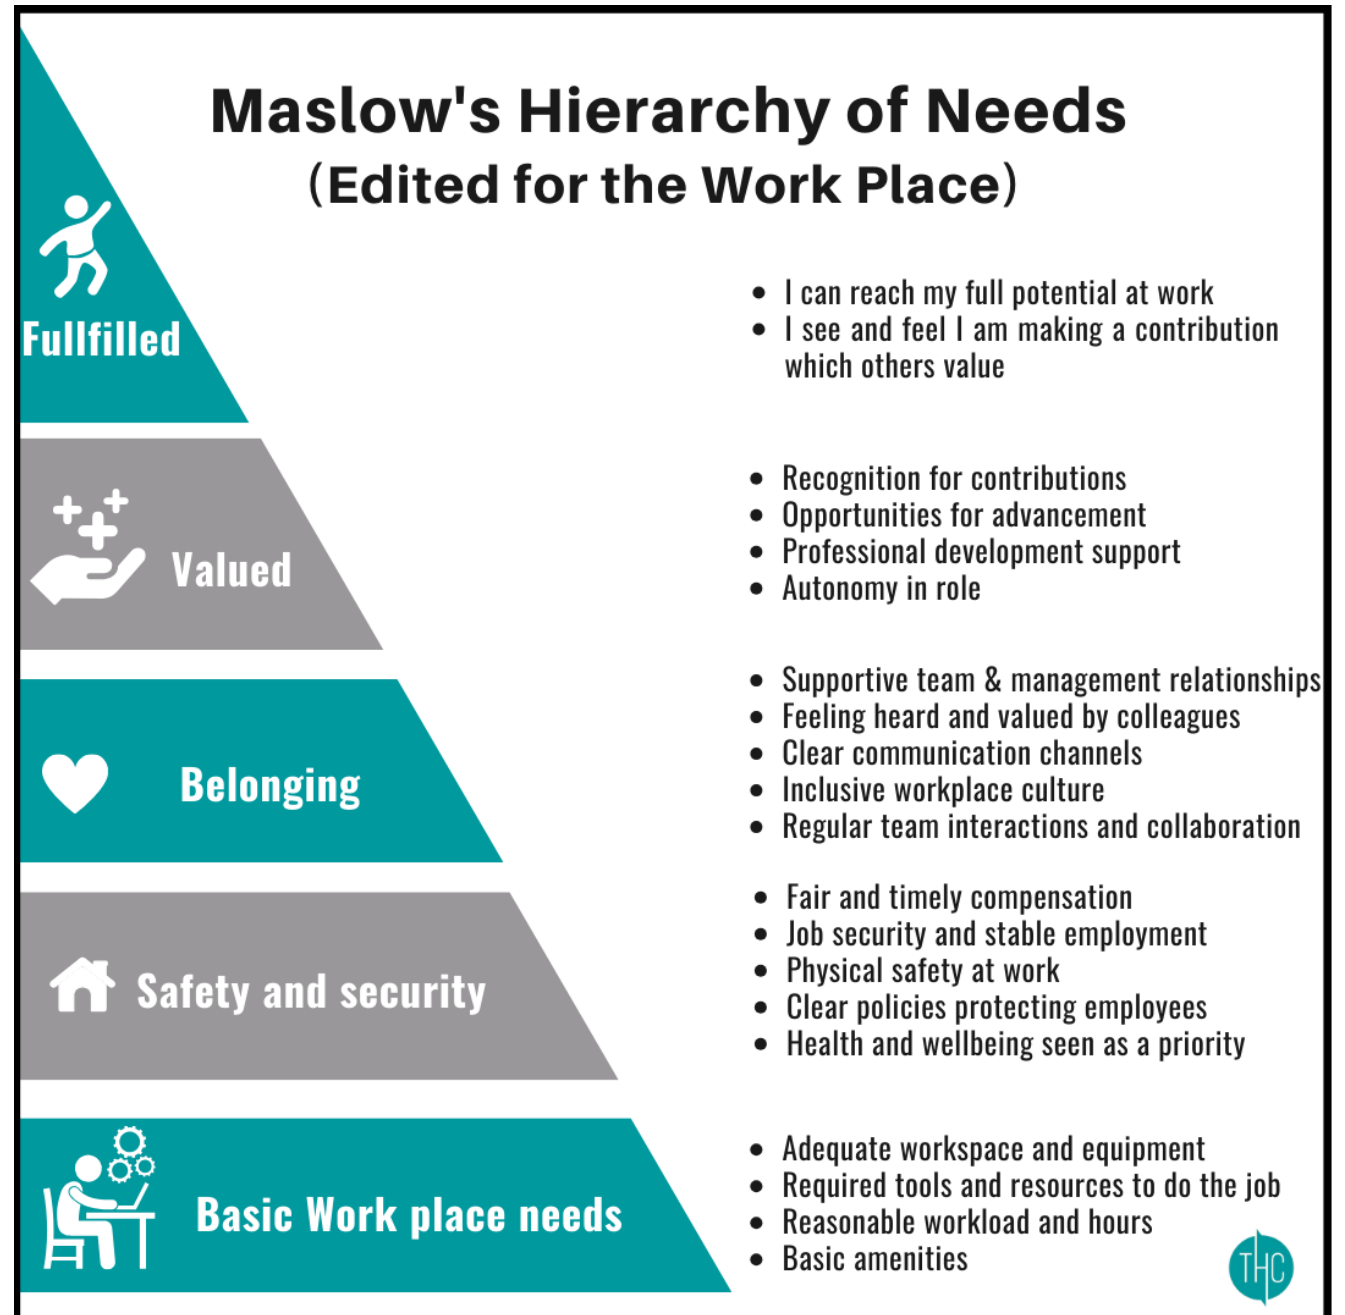 Maslow's Hierarchy of Needs
(Edited for the Work Place)
Fullfilled
• I can reach my full potential at work
• I see and feel I am making a contribution
which others value
Valued
• Recognition for contributions
• Opportunities for advancement
• Professional development support
• Autonomy in role
Belonging
• Supportive team & management relationships
• Feeling heard and valued by colleagues
• Clear communication channels
• Inclusive workplace culture
• Regular team interactions and collaboration
Safety and security
• Fair and timely compensation
• Job security and stable employment
• Physical safety at work
• Clear policies protecting employees
• Health and wellbeing seen as a priority
Basic Work place needs
• Adequate workspace and equipment
• Required tools and resources to do the job
• Reasonable workload and hours
• Basic amenities
THC